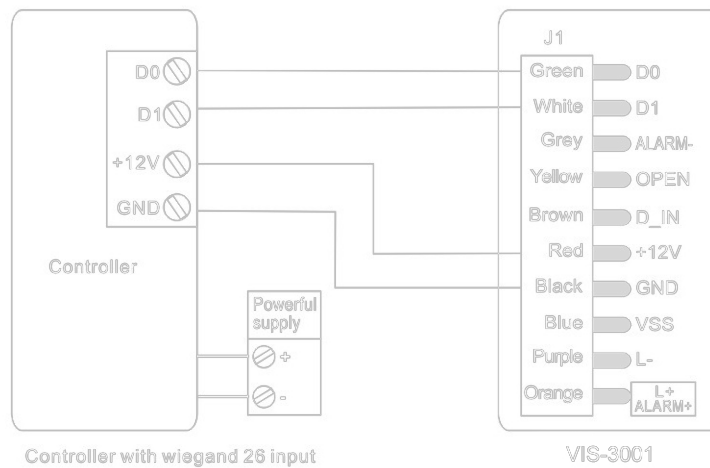 J1
D0
D1
+12V
GND
Controller
Powerful
supply
+
-
Green D0
White D1
Grey ALARM-
Yellow OPEN
Brown D_IN
Red +12V
Black GND
Blue VSS
Purple L-
Orange L+
ALARM+
Controller with wiegand 26 input
VIS-3001